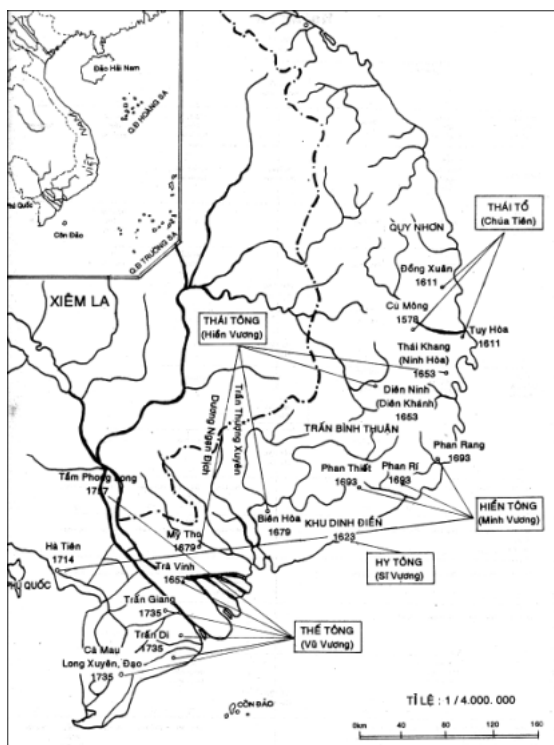 Đảo Hải Nam
Q.Đ HOÀNG SA
VIỆT NAM
Phú Quốc
Côn Đảo
Q.Đ TRƯỜNG SA
XIÊM LA
THÁI TỔ
(Chúa Tiên)
QUY NHƠN
Đồng Xuân
1611
Cù Mông
1578
Tuy Hòa
1611
THÁI TÔNG
(Hiền Vương)
Thái Khang
(Ninh Hòa)
1653
Diên Ninh
(Diên Khánh)
1653
Dương Ngạn Địch
Trần Thượng Xuyên
TRẤN BÌNH THUẬN
Phan Rang
1693
Phan Thiết
1693
Phan Rí
1693
Tầm Phong Long
1757
HIỂN TÔNG
(Minh Vương)
Biên Hòa
1679
KHU DINH ĐIỀN
1623
Mỹ Tho
1679
Hà Tiên
1714
HY TÔNG
(Sĩ Vương)
PHÚ QUỐC
Trà Vinh
Trấn Giang
1735
Trấn Di
1735
THẾ TÔNG
(Vũ Vương)
Cà Mau
Long Xuyên, Đạo
1735
CÔN ĐẢO
TỈ LỆ : 1 / 4.000.000
0km 40 80 120 160